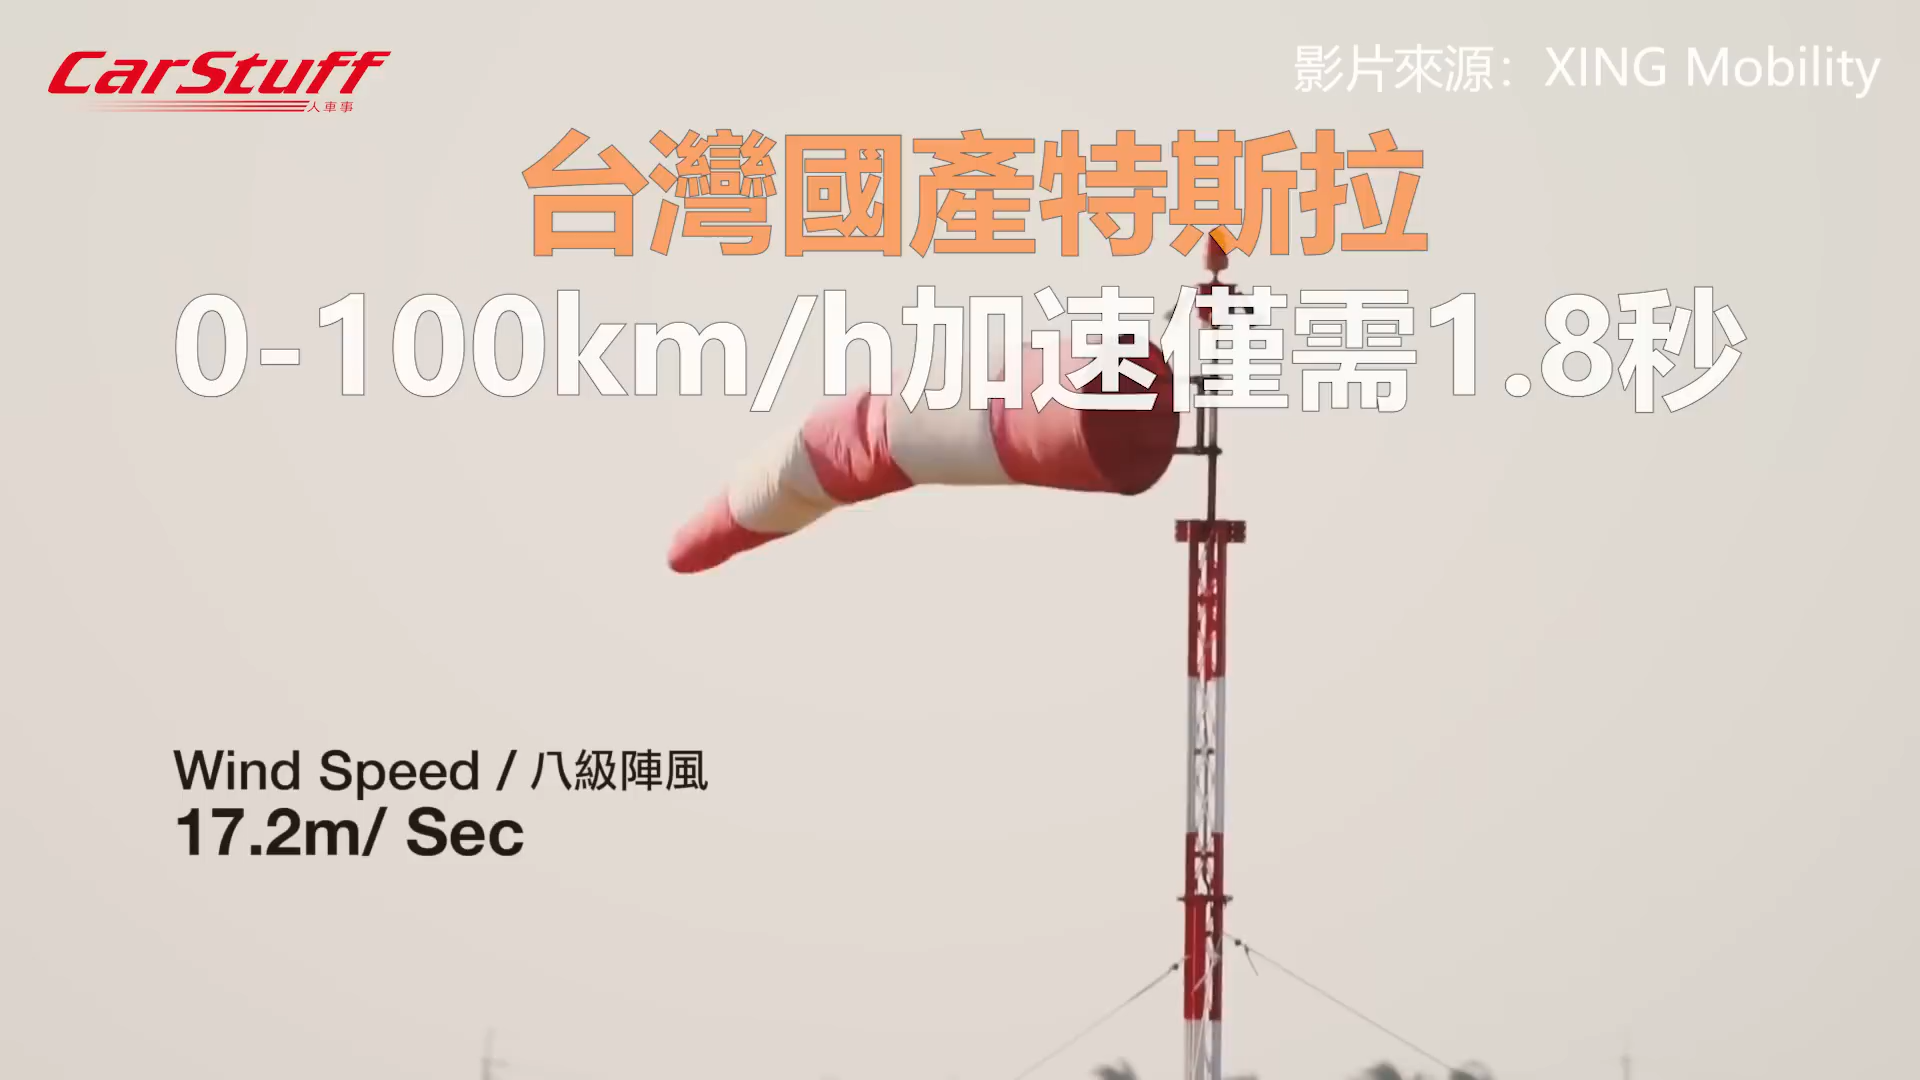 CarStuff
人車事
影片來源：XING Mobility
台灣國產特斯拉
0-100km/h加速僅需1.8秒
Wind Speed / 八級陣風
17.2m/ Sec